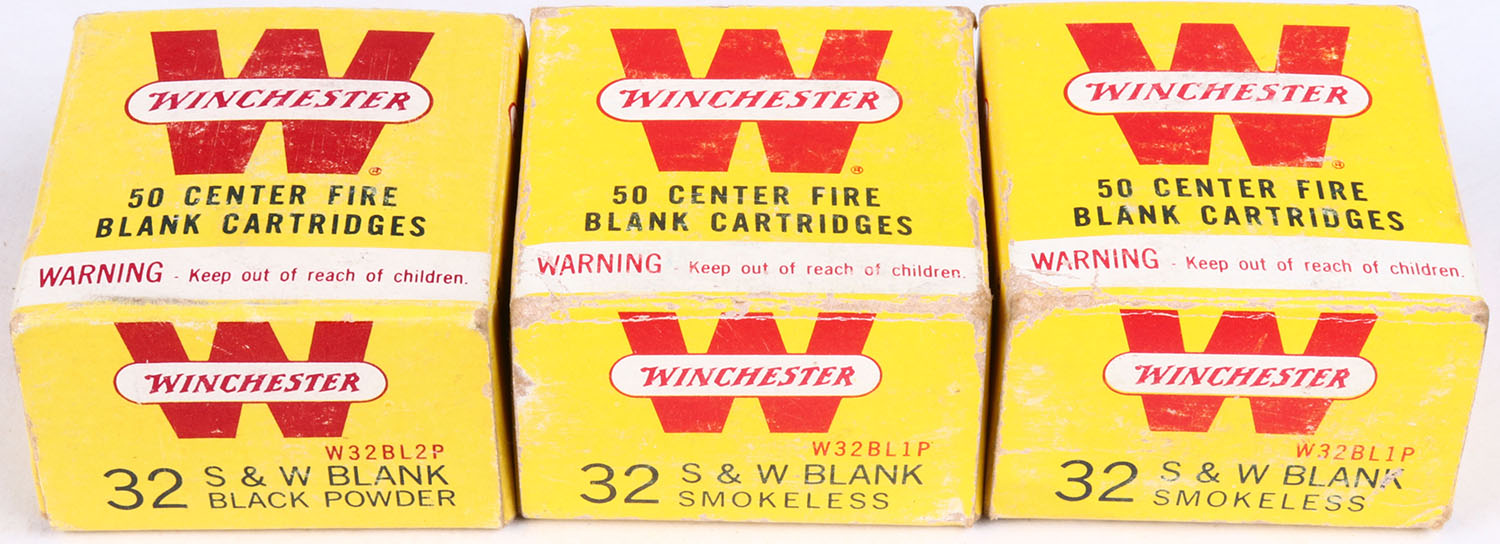 WINCHESTER
®
50 CENTER FIRE
BLANK CARTRIDGES
WARNING - Keep out of reach of children.
WINCHESTER
W32BL2P
32 S & W BLANK
BLACK POWDER
WINCHESTER
®
50 CENTER FIRE
BLANK CARTRIDGES
WARNING - Keep out of reach of children.
WINCHESTER
W32BL1P
32 S & W BLANK
SMOKELESS
WINCHESTER
®
50 CENTER FIRE
BLANK CARTRIDGES
WARNING - Keep out of reach of children.
WINCHESTER
W32BL1P
32 S & W BLANK
SMOKELESS